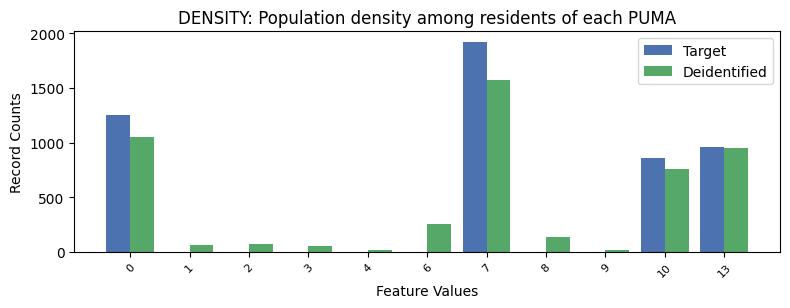 DENSITY: Population density among residents of each PUMA
2000
1500
1000
500
0
Record Counts
Target
Deidentified
0 1 2 3 4 6 7 8 9 10 13
Feature Values